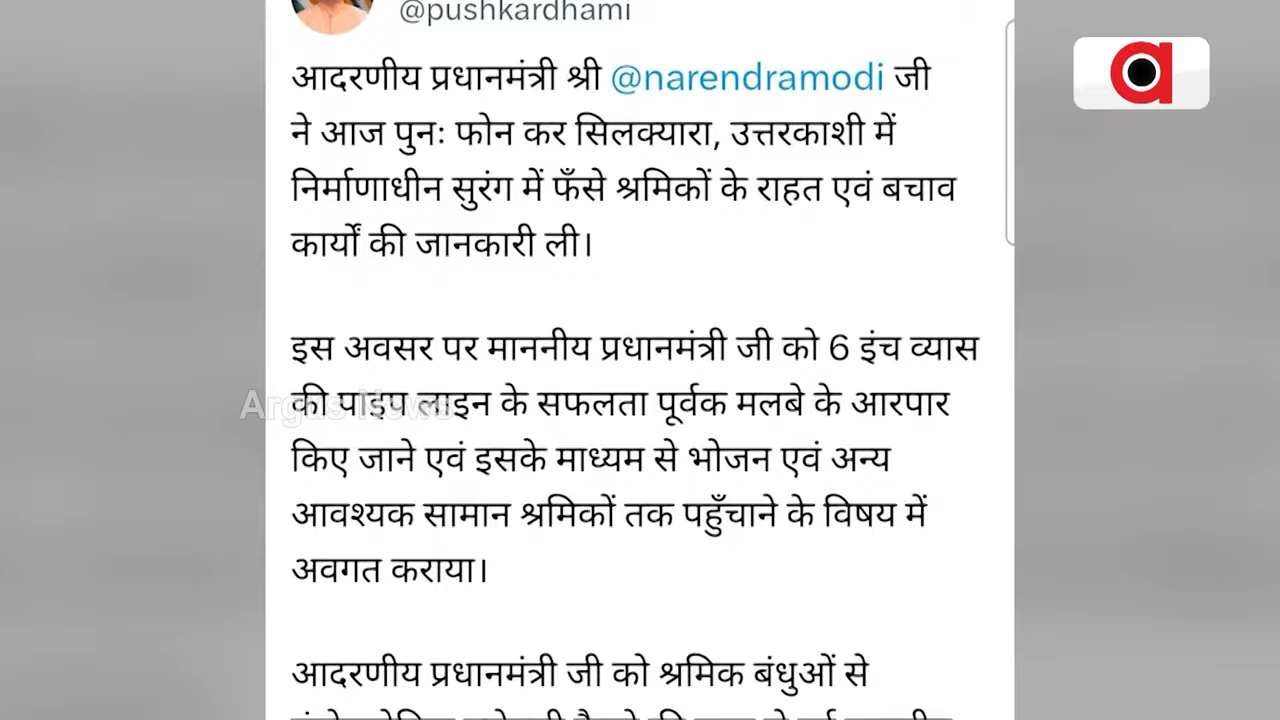 @pushkardhami
आदरणीय प्रधानमंत्री श्री @narendramodi जी
ने आज पुनः फोन कर सिलक्यारा, उत्तरकाशी में
निर्माणाधीन सुरंग में फँसे श्रमिकों के राहत एवं बचाव
कार्यों की जानकारी ली।
इस अवसर पर माननीय प्रधानमंत्री जी को 6 इंच व्यास
की पाइप लाइन के सफलता पूर्वक मलबे के आरपार
Argus News
किए जाने एवं इसके माध्यम से भोजन एवं अन्य
आवश्यक सामान श्रमिकों तक पहुँचाने के विषय में
अवगत कराया।
आदरणीय प्रधानमंत्री जी को श्रमिक बंधुओं से